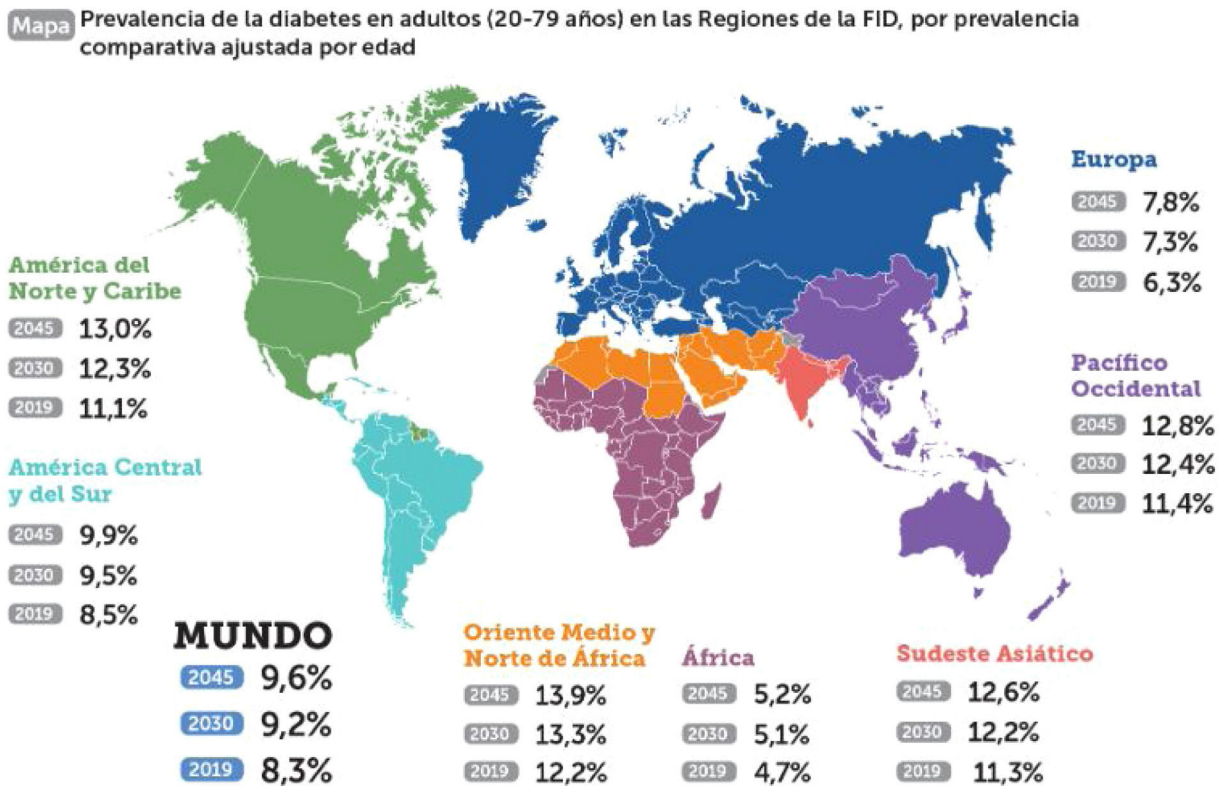 Mapa Prevalencia de la diabetes en adultos (20-79 años) en las Regiones de la FID, por prevalencia
comparativa ajustada por edad
América del
Norte y Caribe
2045 13,0%
2030 12,3%
2019 11,1%
América Central
y del Sur
2045 9,9%
2030 9,5%
2019 8,5%
MUNDO
2045 9,6%
2030 9,2%
2019 8,3%
Oriente Medio y
Norte de África
2045 13,9%
2030 13,3%
2019 12,2%
África
2045 5,2%
2030 5,1%
2019 4,7%
Sudeste Asiático
2045 12,6%
2030 12,2%
2019 11,3%
Europa
2045 7,8%
2030 7,3%
2019 6,3%
Pacífico
Occidental
2045 12,8%
2030 12,4%
2019 11,4%